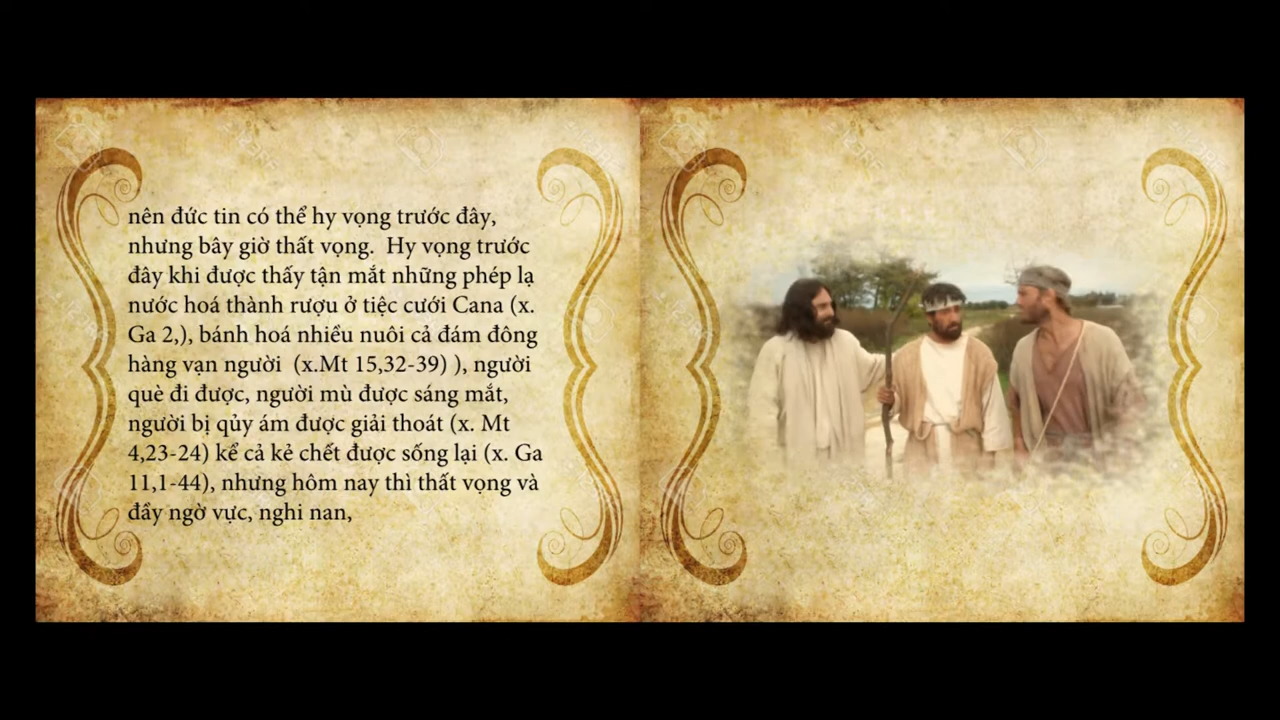 nên đức tin có thể hy vọng trước đây,
nhưng bây giờ thất vọng.  Hy vọng trước
đây khi được thấy tận mắt những phép lạ
nước hoá thành rượu ở tiệc cưới Cana (x.
Ga 2,), bánh hoá nhiều nuôi cả đám đông
hàng vạn người  (x.Mt 15,32-39) ), người
què đi được, người mù được sáng mắt,
người bị qủy ám được giải thoát (x. Mt
4,23-24) kể cả kẻ chết được sống lại (x. Ga
11,1-44), nhưng hôm nay thì thất vọng và
đầy ngờ vực, nghi nan,